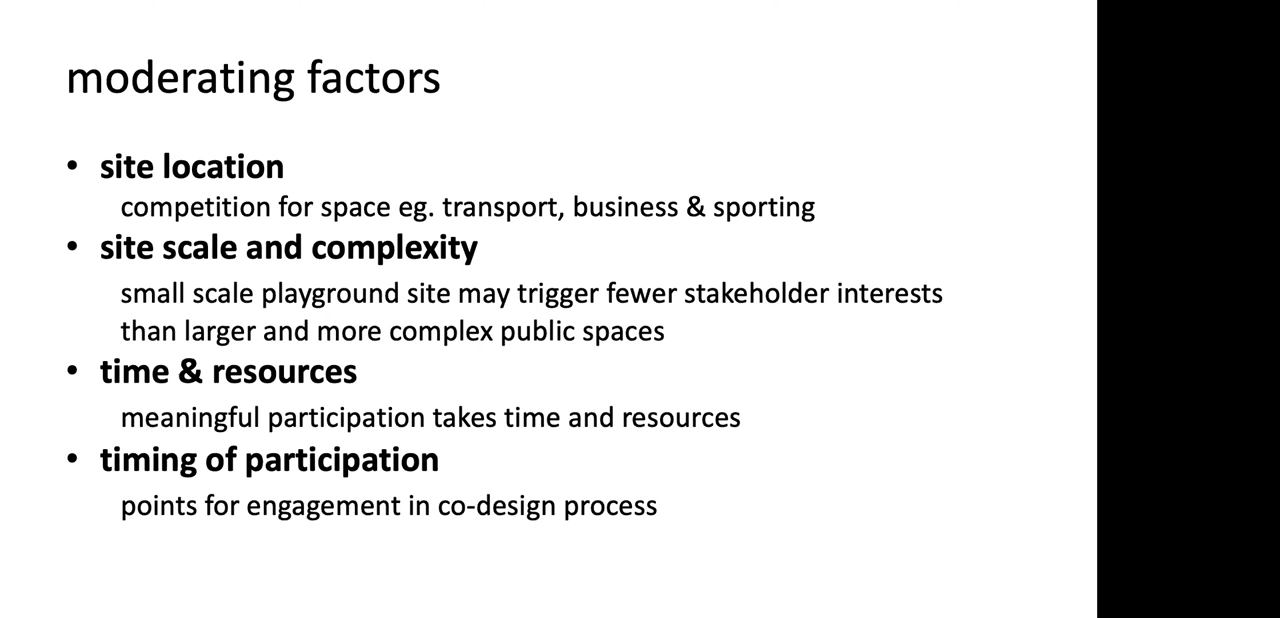 moderating factors
• site location
competition for space eg. transport, business & sporting
• site scale and complexity
small scale playground site may trigger fewer stakeholder interests
than larger and more complex public spaces
• time & resources
meaningful participation takes time and resources
• timing of participation
points for engagement in co-design process